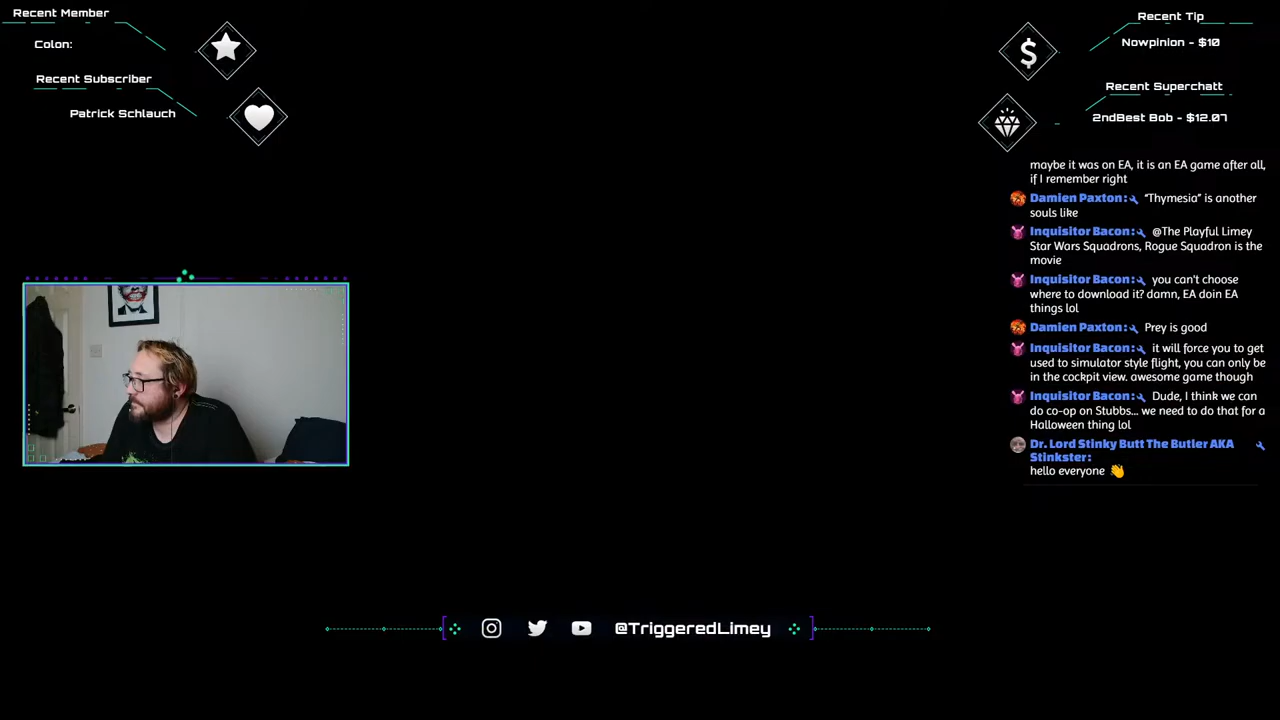 Recent Member
Colon:
Recent Subscriber
Patrick Schlauch
Recent Tip
Nowpinion - $10
Recent Superchatt
2ndBest Bob - $12.07
maybe it was on EA, it is an EA game after all,
if I remember right
Damien Paxton: "Thymesia" is another
souls like
Inquisitor Bacon: @The Playful Limey
Star Wars Squadrons, Rogue Squadron is the
movie
Inquisitor Bacon: you can't choose
where to download it? damn, EA doin EA
things lol
Damien Paxton: Prey is good
Inquisitor Bacon: it will force you to get
used to simulator style flight, you can only be
in the cockpit view. awesome game though
Inquisitor Bacon: Dude, I think we can
do co-op on Stubbs... we need to do that for a
Halloween thing lol
Dr. Lord Stinky Butt The Butler AKA
Stinkster:
hello everyone 👋
@TriggeredLimey